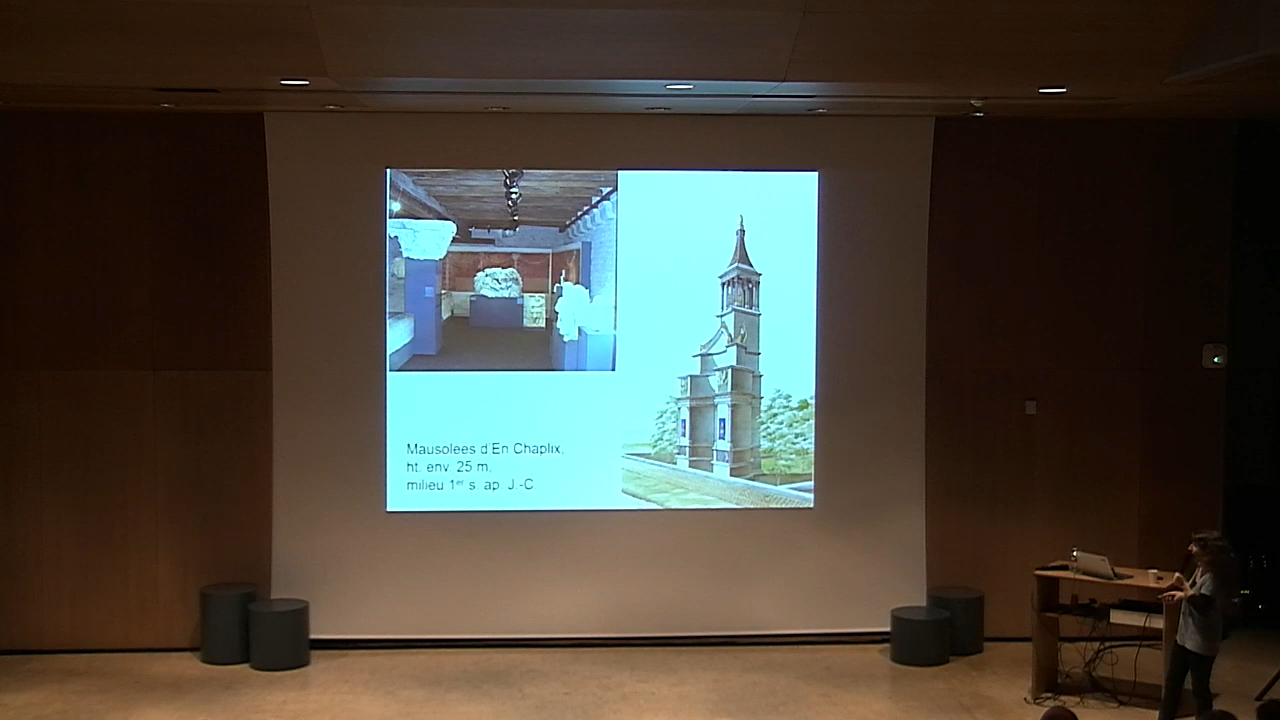 Mausolees d'En Chaplix,
ht. env. 25 m,
milieu 1er s. ap. J.-C